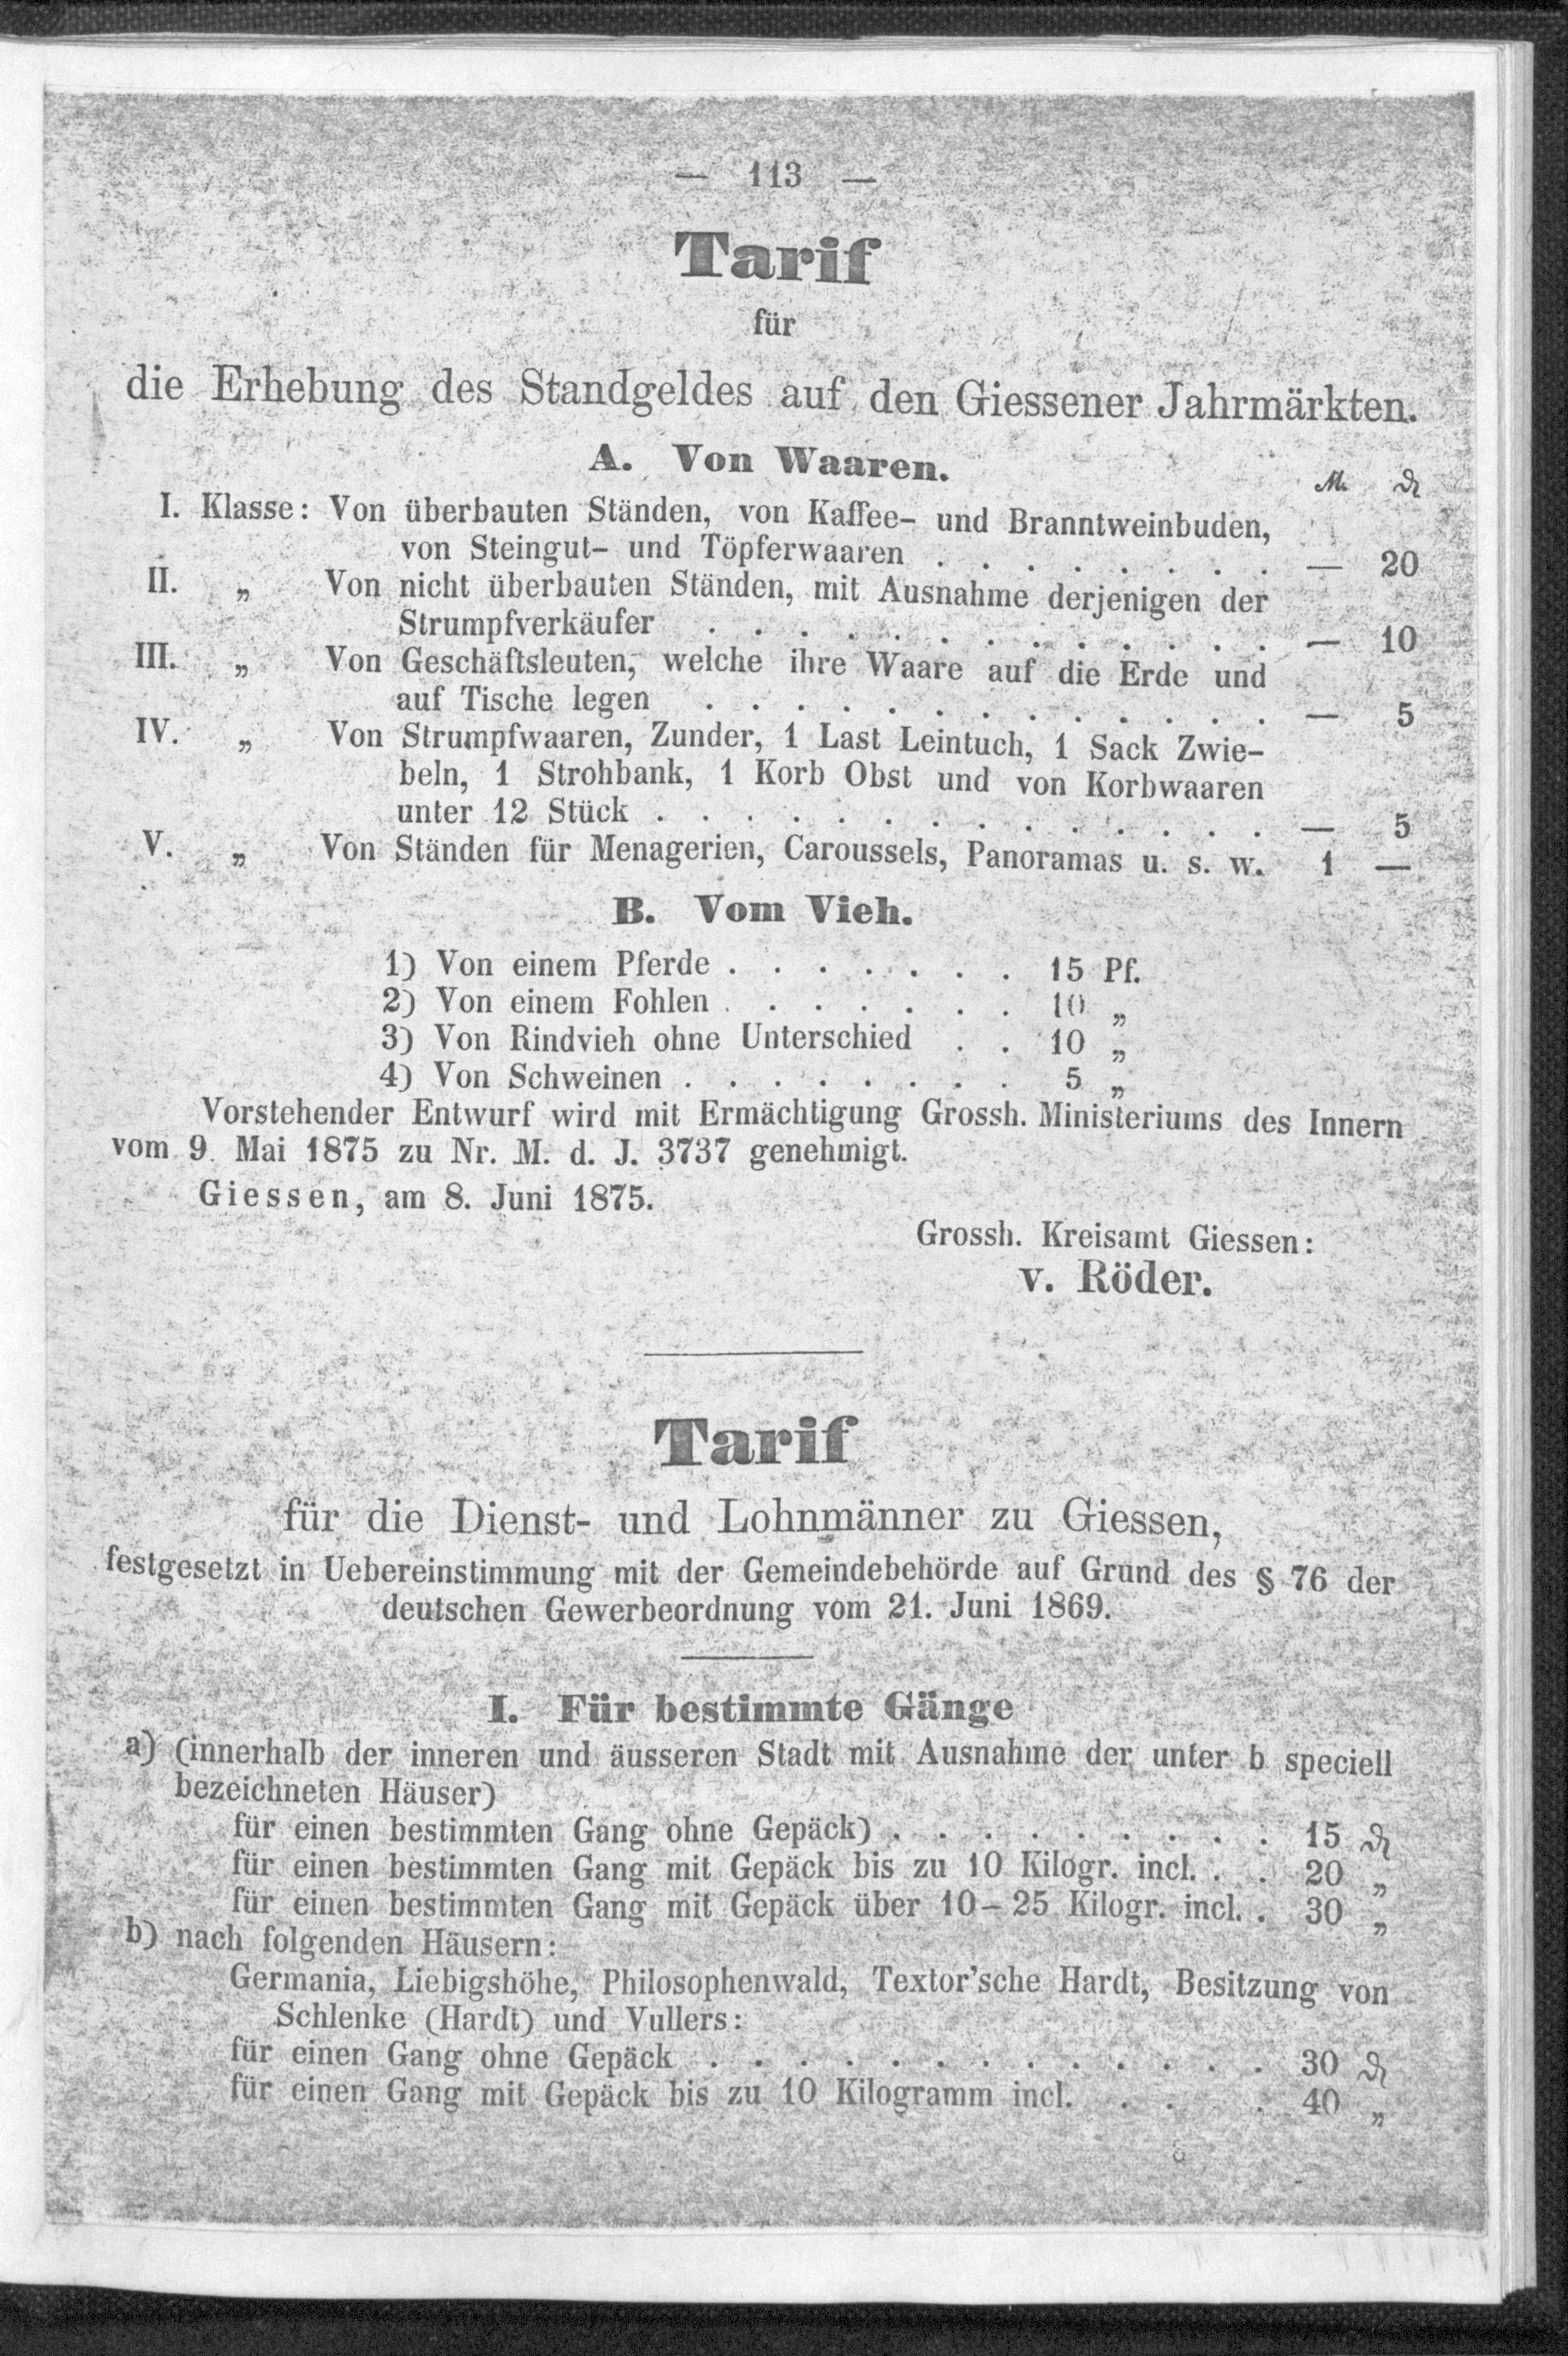 — 113 —
Tarif
für
die Erhebung des Standgeldes auf den Giessener Jahrmärkten.
A. Von Waaren.
M. ₰
I. Klasse: Von überbauten Ständen, von Kaffee- und Branntweinbuden,
von Steingut- und Töpferwaaren . . . . . . . . — 20
II. „ Von nicht überbauten Ständen, mit Ausnahme derjenigen der
Strumpfverkäufer . . . . . . . . . . . . . — 10
III. „ Von Geschäftsleuten, welche ihre Waare auf die Erde und
auf Tische legen . . . . . . . . . . . . . — 5
IV. „ Von Strumpfwaaren, Zunder, 1 Last Leintuch, 1 Sack Zwie-
beln, 1 Strohbank, 1 Korb Obst und von Korbwaaren
unter 12 Stück . . . . . . . . . . . . . . — 5
V. „ Von Ständen für Menagerien, Caroussels, Panoramas u. s. w. 1 —
B. Vom Vieh.
1) Von einem Pferde . . . . . . . 15 Pf.
2) Von einem Fohlen . . . . . . . 10 „
3) Von Rindvieh ohne Unterschied . . 10 „
4) Von Schweinen . . . . . . . . 5 „
Vorstehender Entwurf wird mit Ermächtigung Grossh. Ministeriums des Innern
vom 9. Mai 1875 zu Nr. M. d. J. 3737 genehmigt.
Giessen, am 8. Juni 1875.
Grossh. Kreisamt Giessen:
v. Röder.
Tarif
für die Dienst- und Lohnmänner zu Giessen,
festgesetzt in Uebereinstimmung mit der Gemeindebehörde auf Grund des § 76 der
deutschen Gewerbeordnung vom 21. Juni 1869.
I. Für bestimmte Gänge
a) (innerhalb der inneren und äusseren Stadt mit Ausnahme der unter b speciell
bezeichneten Häuser)
für einen bestimmten Gang ohne Gepäck) . . . . . . . . . 15 ₰
für einen bestimmten Gang mit Gepäck bis zu 10 Kilogr. incl. . . 20 „
für einen bestimmten Gang mit Gepäck über 10–25 Kilogr. incl. . 30 „
b) nach folgenden Häusern:
Germania, Liebigshöhe, Philosophenwald, Textor'sche Hardt, Besitzung von
Schlenke (Hardt) und Vullers:
für einen Gang ohne Gepäck . . . . . . . . . . . . . 30 ₰
für einen Gang mit Gepäck bis zu 10 Kilogramm incl. . . . . 40 „
8